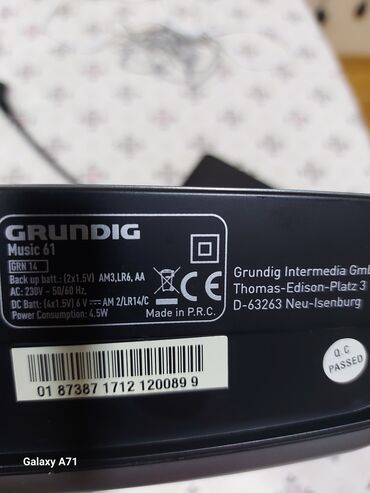 GRUNDIG
Music 61
GRN 14
Back up batt.: (2x1.5V) AM3,LR6, AA
AC: 230V ~ 50/60 Hz,
DC Batt: (4x1.5V) 6 V ⎓ AM 2/LR14/C
Power Consumption: 4.5W
CE
Made in P.R.C.
Grundig Intermedia Gmb
Thomas-Edison-Platz 3
D-63263 Neu-Isenburg
01 87387 1712 120089 9
Q.C
PASSED
Galaxy A71